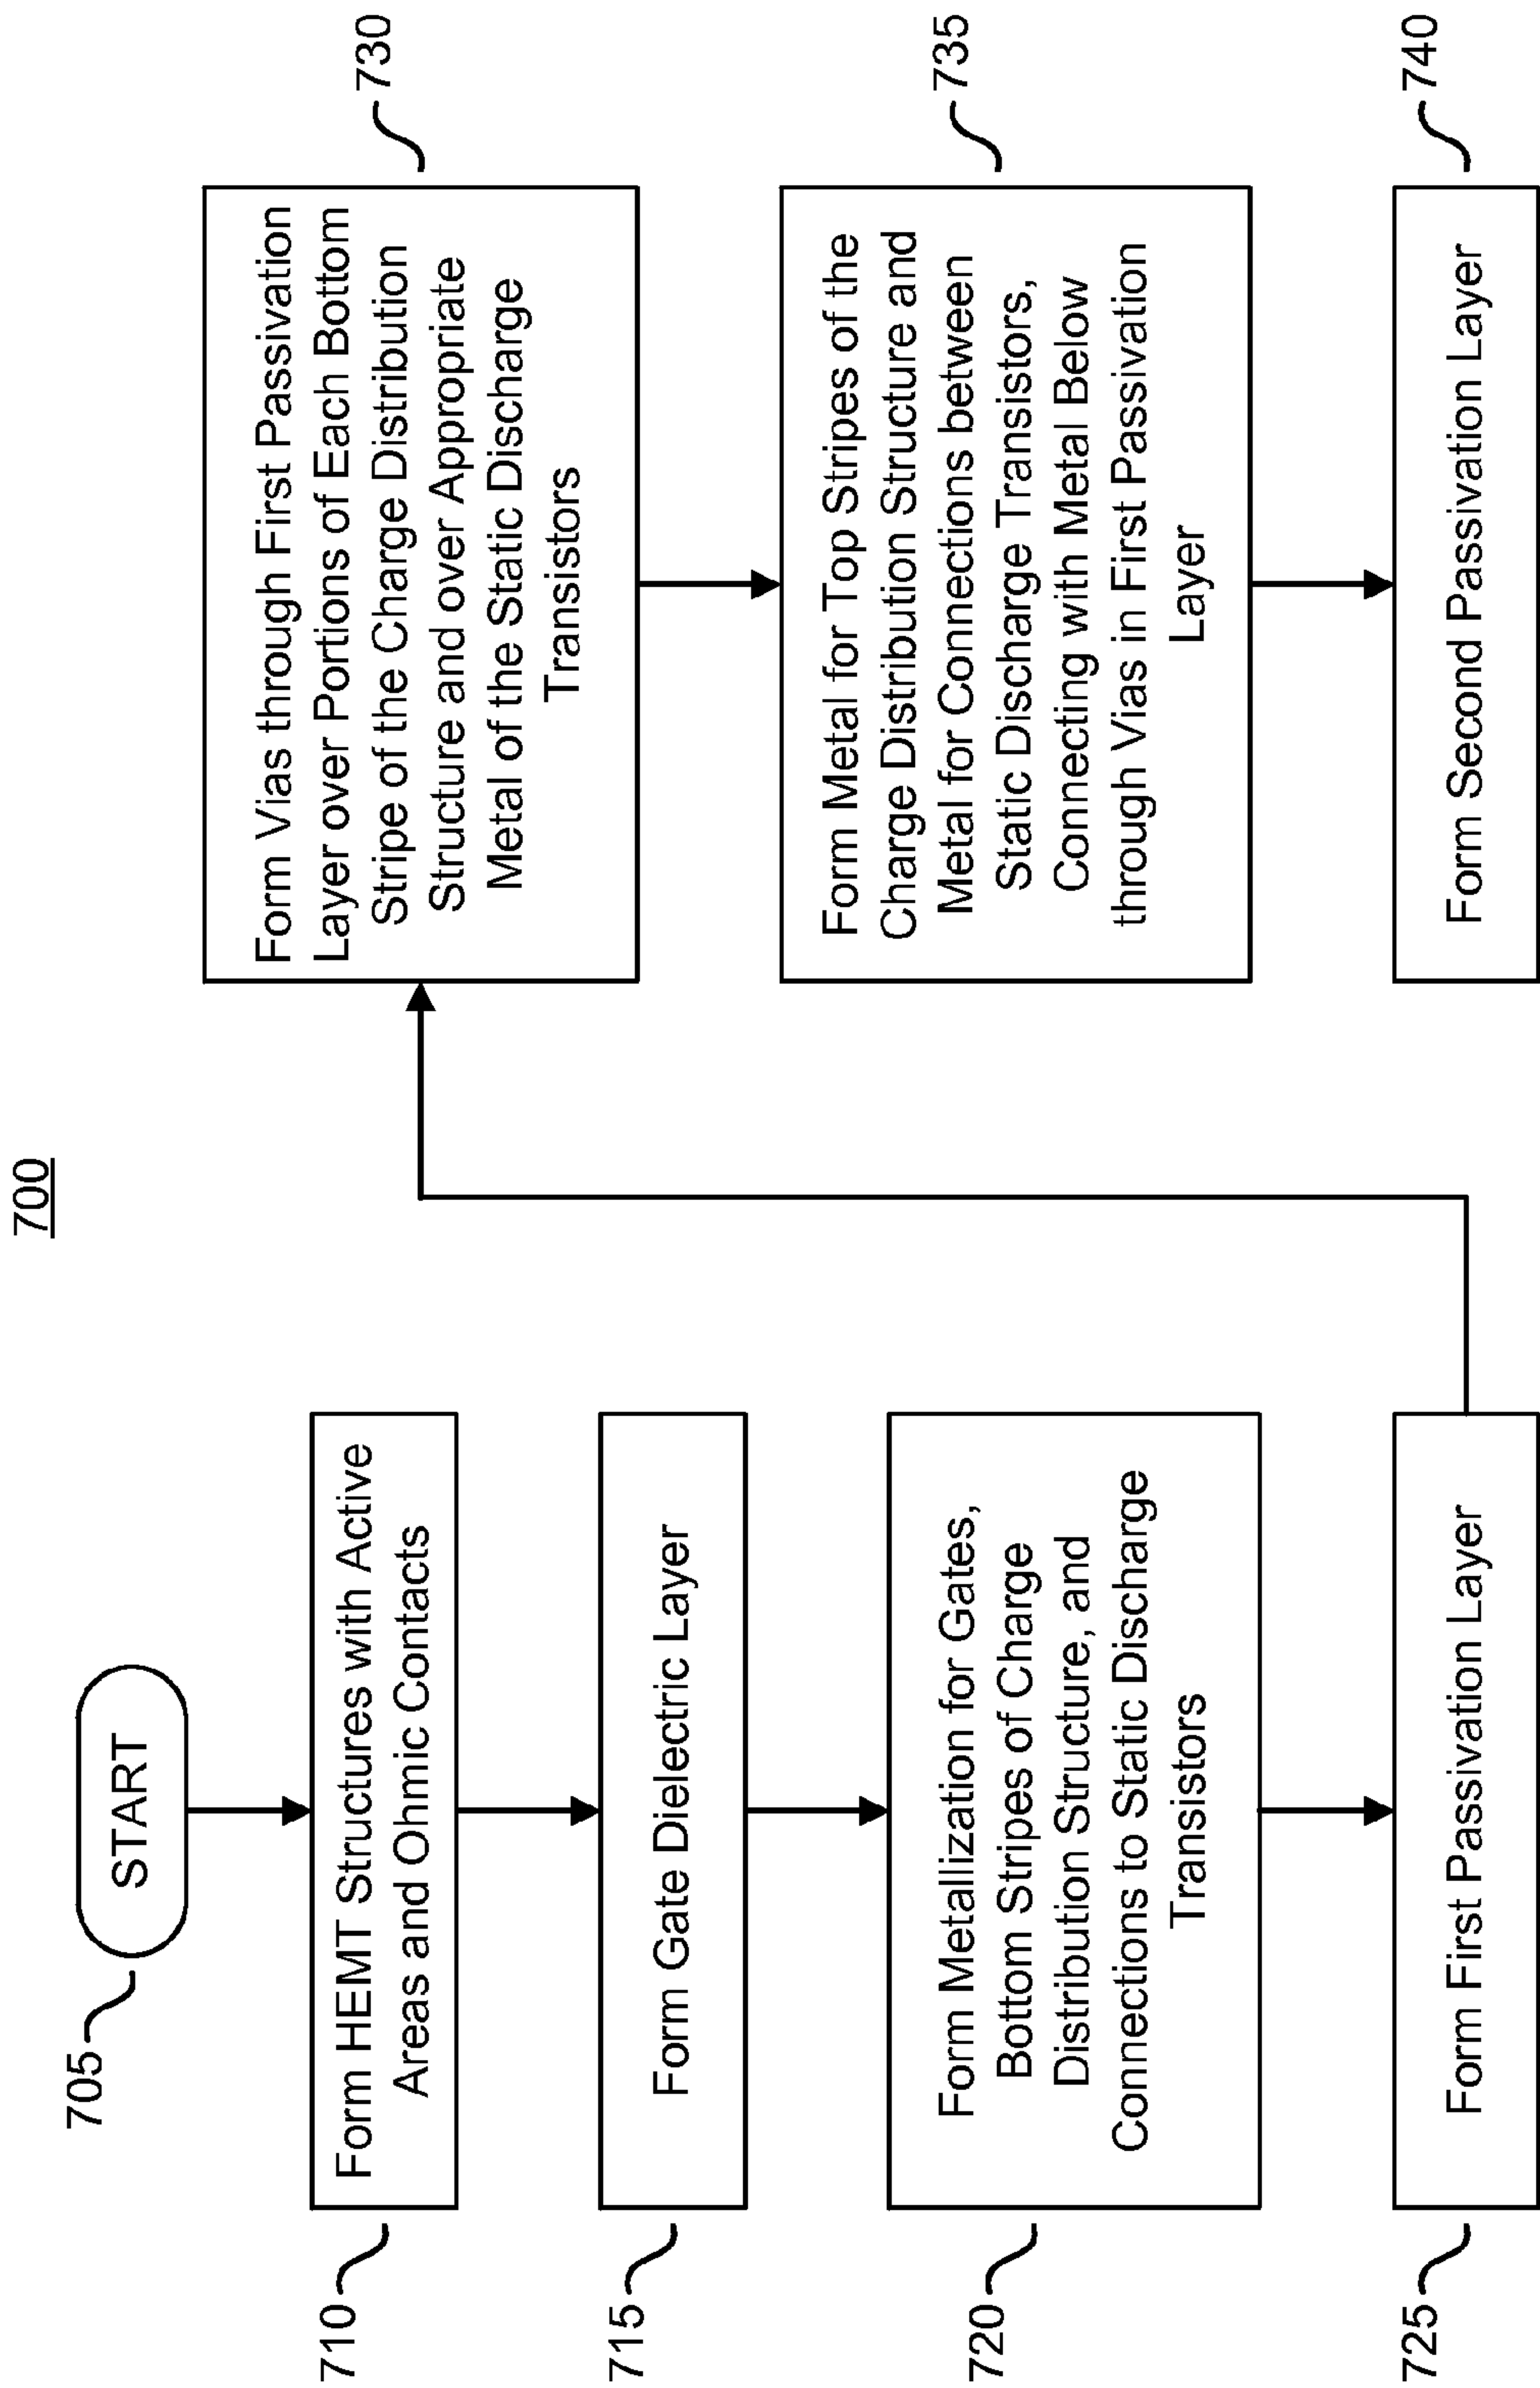 700
705
START
710
Form HEMT Structures with Active
Areas and Ohmic Contacts
715
Form Gate Dielectric Layer
720
Form Metallization for Gates,
Bottom Stripes of Charge
Distribution Structure, and
Connections to Static Discharge
Transistors
725
Form First Passivation Layer
730
Form Vias through First Passivation
Layer over Portions of Each Bottom
Stripe of the Charge Distribution
Structure and over Appropriate
Metal of the Static Discharge
Transistors
735
Form Metal for Top Stripes of the
Charge Distribution Structure and
Metal for Connections between
Static Discharge Transistors,
Connecting with Metal Below
through Vias in First Passivation
Layer
740
Form Second Passivation Layer